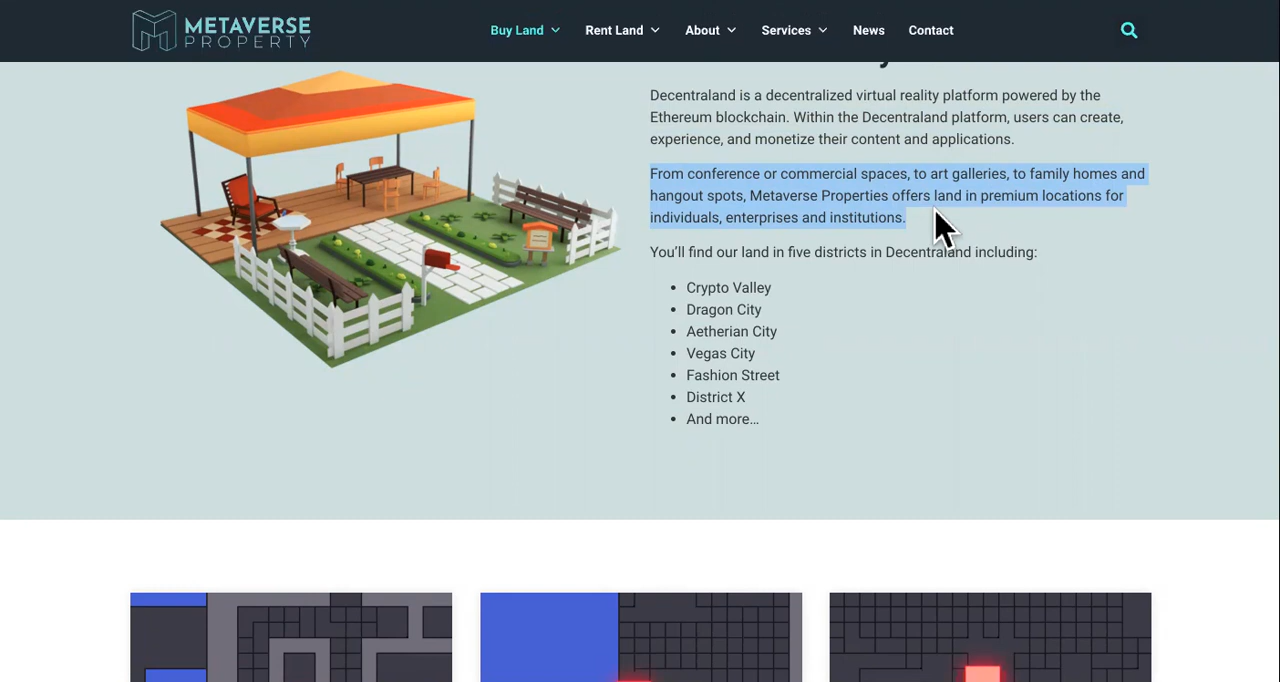 METAVERSE
PROPERTY
Buy Land
Rent Land
About
Services
News
Contact
Decentraland is a decentralized virtual reality platform powered by the
Ethereum blockchain. Within the Decentraland platform, users can create,
experience, and monetize their content and applications.
From conference or commercial spaces, to art galleries, to family homes and
hangout spots, Metaverse Properties offers land in premium locations for
individuals, enterprises and institutions.
You’ll find our land in five districts in Decentraland including:
• Crypto Valley
• Dragon City
• Aetherian City
• Vegas City
• Fashion Street
• District X
• And more…